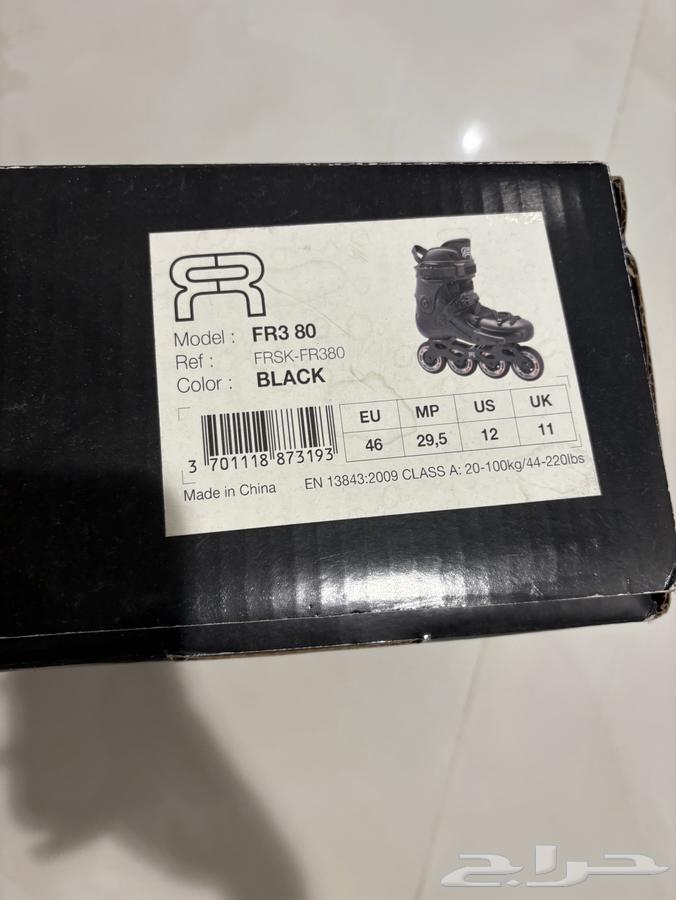 FR
Model : FR3 80
Ref : FRSK-FR380
Color : BLACK
EU MP US UK
46 29,5 12 11
3 701118 873193
Made in China EN 13843:2009 CLASS A: 20-100kg/44-220lbs
حراج